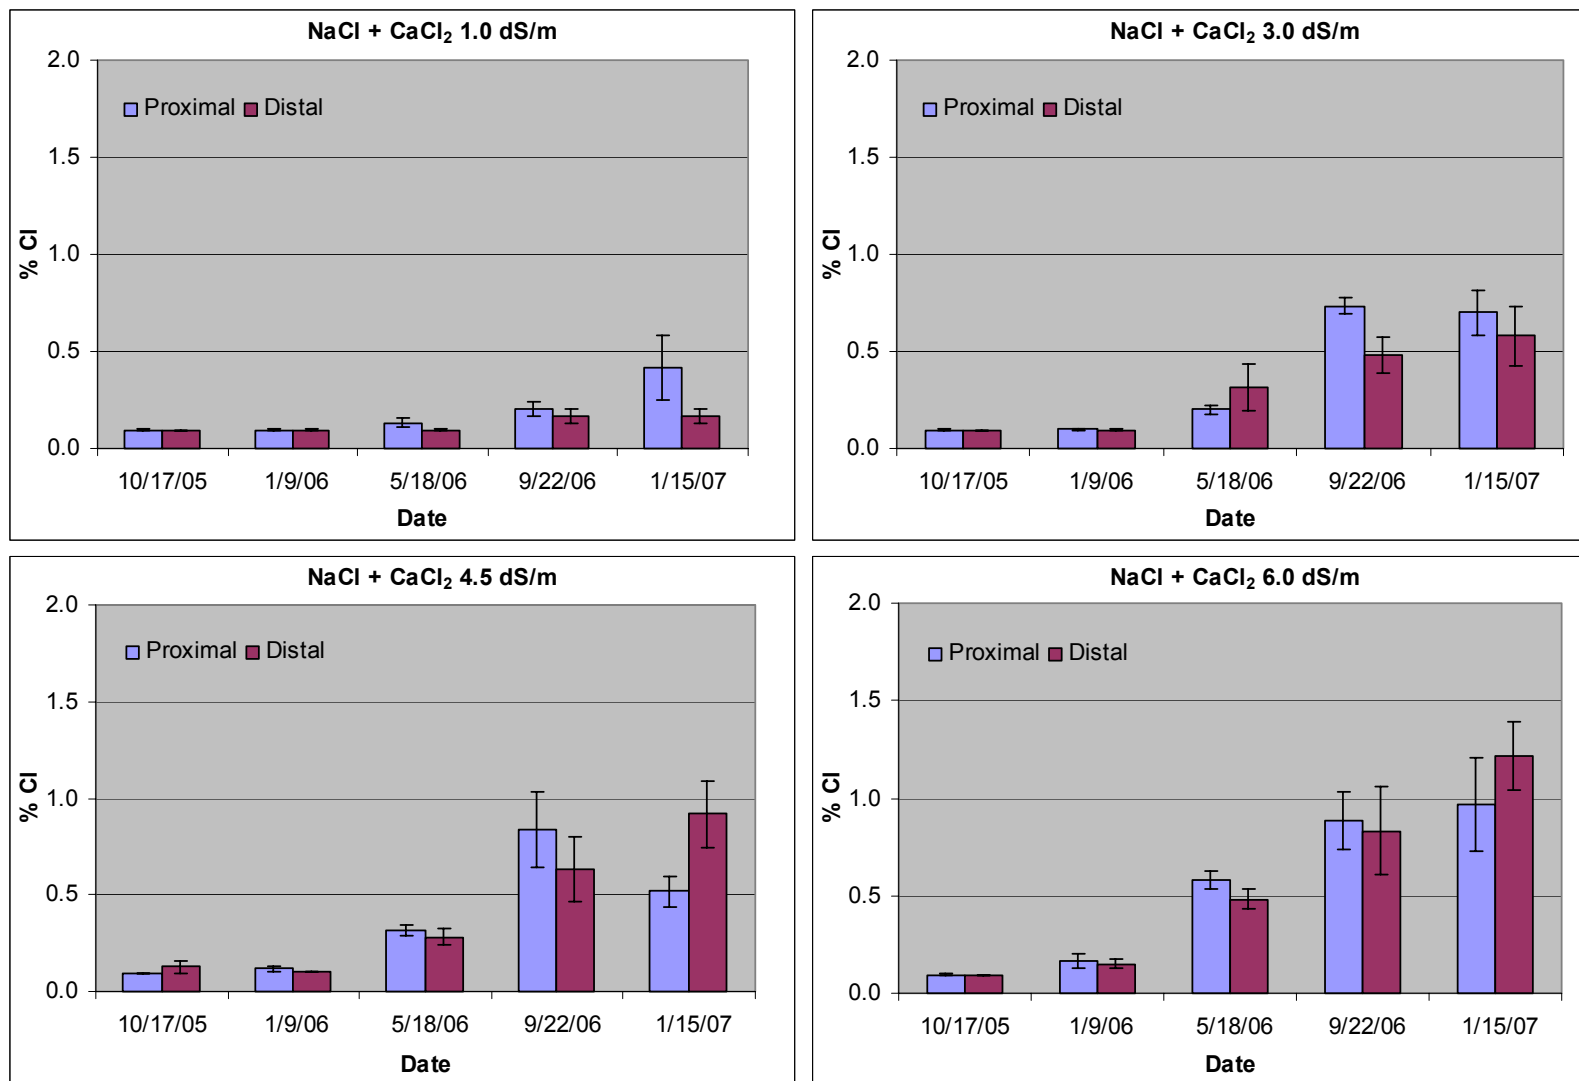 NaCl + CaCl₂ 1.0 dS/m
2.0
Proximal Distal
1.5
% Cl
1.0
0.5
0.0
10/17/05 1/9/06 5/18/06 9/22/06 1/15/07
Date
NaCl + CaCl₂ 3.0 dS/m
2.0
Proximal Distal
1.5
% Cl
1.0
0.5
0.0
10/17/05 1/9/06 5/18/06 9/22/06 1/15/07
Date
NaCl + CaCl₂ 4.5 dS/m
2.0
Proximal Distal
1.5
% Cl
1.0
0.5
0.0
10/17/05 1/9/06 5/18/06 9/22/06 1/15/07
Date
NaCl + CaCl₂ 6.0 dS/m
2.0
Proximal Distal
1.5
% Cl
1.0
0.5
0.0
10/17/05 1/9/06 5/18/06 9/22/06 1/15/07
Date